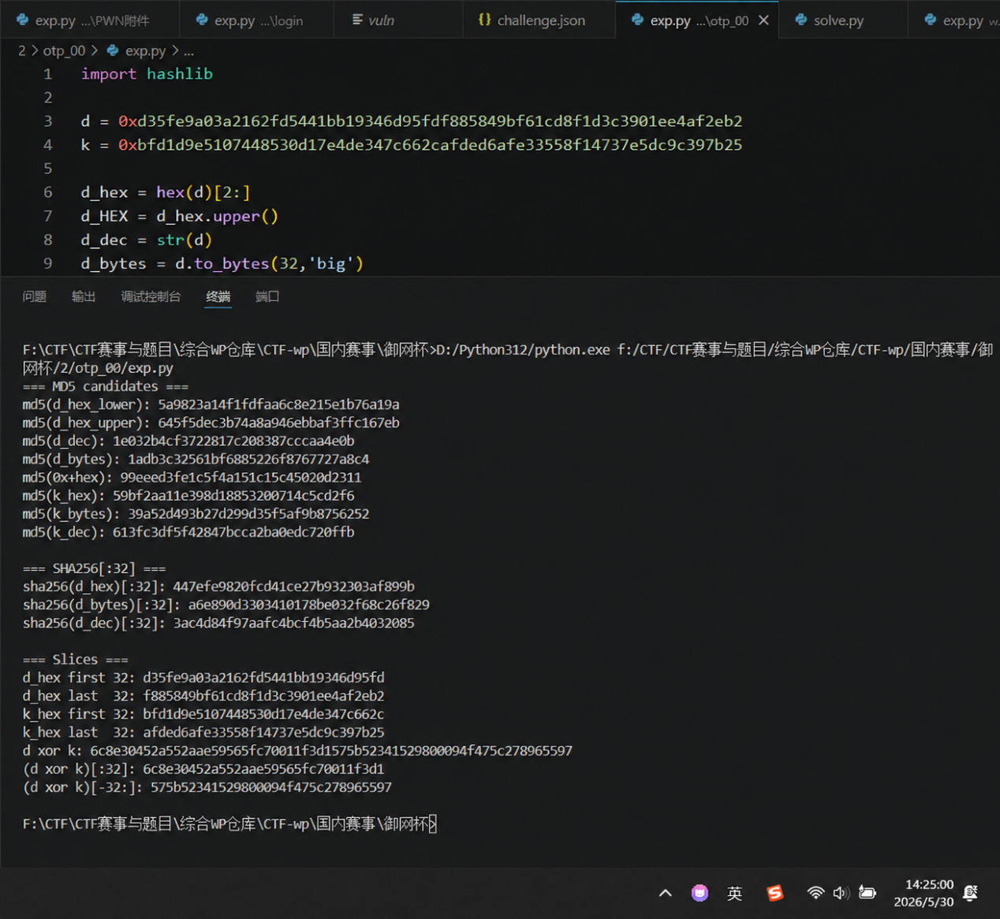 exp.py ...\PWN附件 exp.py ...\login vuln {} challenge.json exp.py ...\otp_00 × solve.py exp.py w.
2 > otp_00 > exp.py > ...
1 import hashlib
2
3 d = 0xd35fe9a03a2162fd5441bb19346d95fdf885849bf61cd8f1d3c3901ee4af2eb2
4 k = 0xbfd1d9e5107448530d17e4de347c662cafded6afe33558f14737e5dc9c397b25
5
6 d_hex = hex(d)[2:]
7 d_HEX = d_hex.upper()
8 d_dec = str(d)
9 d_bytes = d.to_bytes(32,'big')
问题 输出 调试控制台 终端 端口
F:\CTF\CTF赛事与题目\综合WP仓库\CTF-wp\国内赛事\御网杯>D:/Python312/python.exe f:/CTF/CTF赛事与题目/综合WP仓库/CTF-wp/国内赛事/御
网杯/2/otp_00/exp.py
=== MD5 candidates ===
md5(d_hex_lower): 5a9823a14f1fdfaa6c8e215e1b76a19a
md5(d_hex_upper): 645f5dec3b74a8a946ebbaf3ffc167eb
md5(d_dec): 1e032b4cf3722817c208387cccaa4e0b
md5(d_bytes): 1adb3c32561bf6885226f8767727a8c4
md5(0x+hex): 99eeed3fe1c5f4a151c15c45020d2311
md5(k_hex): 59bf2aa11e398d18853200714c5cd2f6
md5(k_bytes): 39a52d493b27d299d35f5af9b8756252
md5(k_dec): 613fc3df5f42847bcca2ba0edc720ffb
=== SHA256[:32] ===
sha256(d_hex)[:32]: 447efe9820fcd41ce27b932303af899b
sha256(d_bytes)[:32]: a6e890d3303410178be032f68c26f829
sha256(d_dec)[:32]: 3ac4d84f97aafc4bcf4b5aa2b4032085
=== Slices ===
d_hex first 32: d35fe9a03a2162fd5441bb19346d95fd
d_hex last  32: f885849bf61cd8f1d3c3901ee4af2eb2
k_hex first 32: bfd1d9e5107448530d17e4de347c662c
k_hex last  32: afded6afe33558f14737e5dc9c397b25
d xor k: 6c8e30452a552aae59565fc70011f3d1575b52341529800094f475c278965597
(d xor k)[:32]: 6c8e30452a552aae59565fc70011f3d1
(d xor k)[-32:]: 575b52341529800094f475c278965597
F:\CTF\CTF赛事与题目\综合WP仓库\CTF-wp\国内赛事\御网杯>
英 14:25:00
2026/5/30